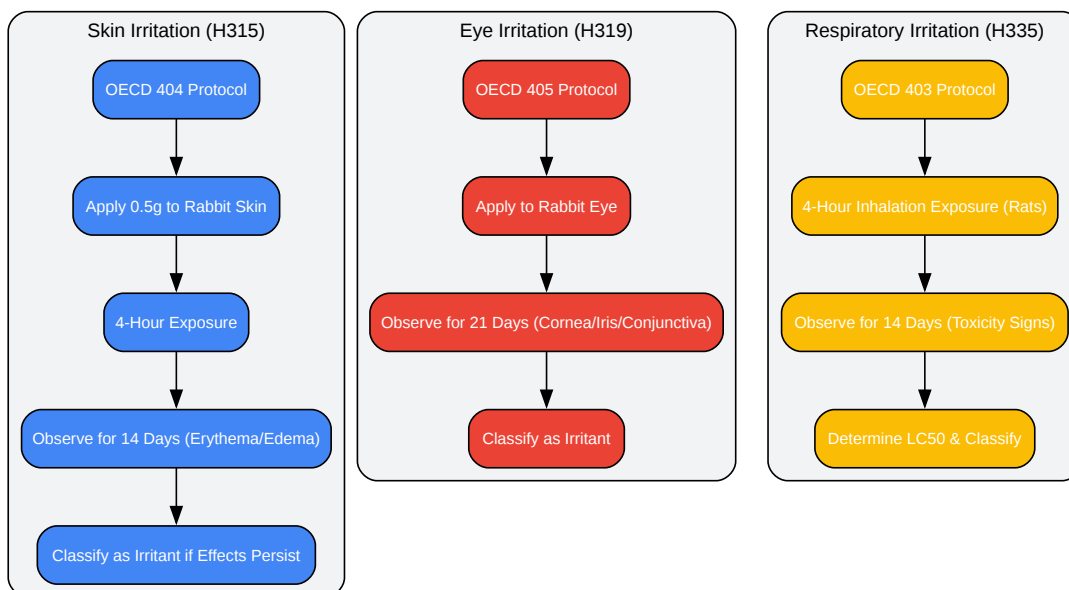 Skin Irritation (H315)
OECD 404 Protocol
Apply 0.5g to Rabbit Skin
4-Hour Exposure
Observe for 14 Days (Erythema/Edema)
Classify as Irritant if Effects Persist
Eye Irritation (H319)
OECD 405 Protocol
Apply to Rabbit Eye
Observe for 21 Days (Cornea/Iris/Conjunctiva)
Classify as Irritant
Respiratory Irritation (H335)
OECD 403 Protocol
4-Hour Inhalation Exposure (Rats)
Observe for 14 Days (Toxicity Signs)
Determine LC50 & Classify